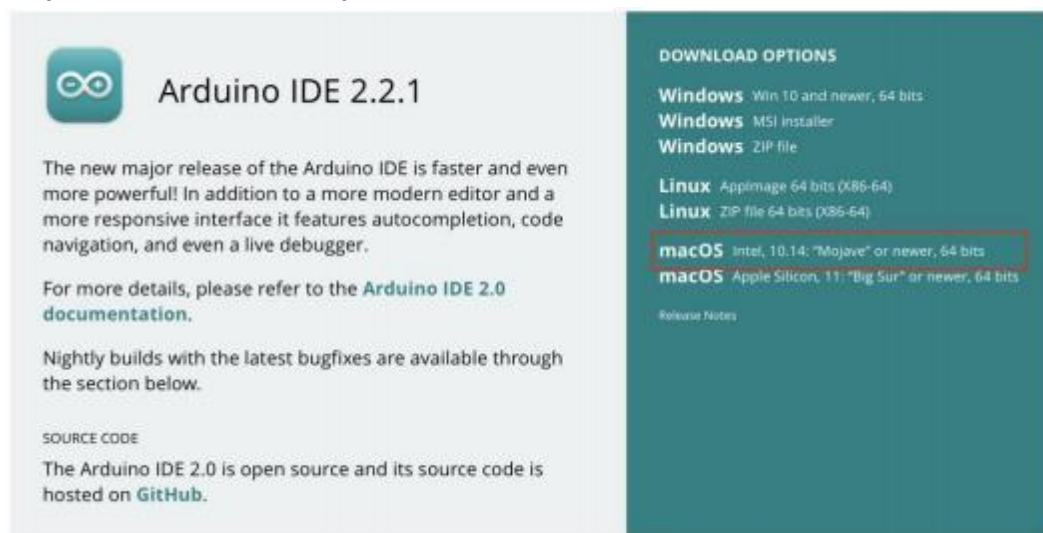 Arduino IDE 2.2.1
The new major release of the Arduino IDE is faster and even
more powerful! In addition to a more modern editor and a
more responsive interface it features autocompletion, code
navigation, and even a live debugger.
For more details, please refer to the Arduino IDE 2.0
documentation.
Nightly builds with the latest bugfixes are available through
the section below.
SOURCE CODE
The Arduino IDE 2.0 is open source and its source code is
hosted on GitHub.
DOWNLOAD OPTIONS
Windows Win 10 and newer, 64 bits
Windows MSI installer
Windows ZIP file
Linux AppImage 64 bits (X86-64)
Linux ZIP file 64 bits (X86-64)
macOS Intel, 10.14: "Mojave" or newer, 64 bits
macOS Apple Silicon, 11: "Big Sur" or newer, 64 bits
Release Notes